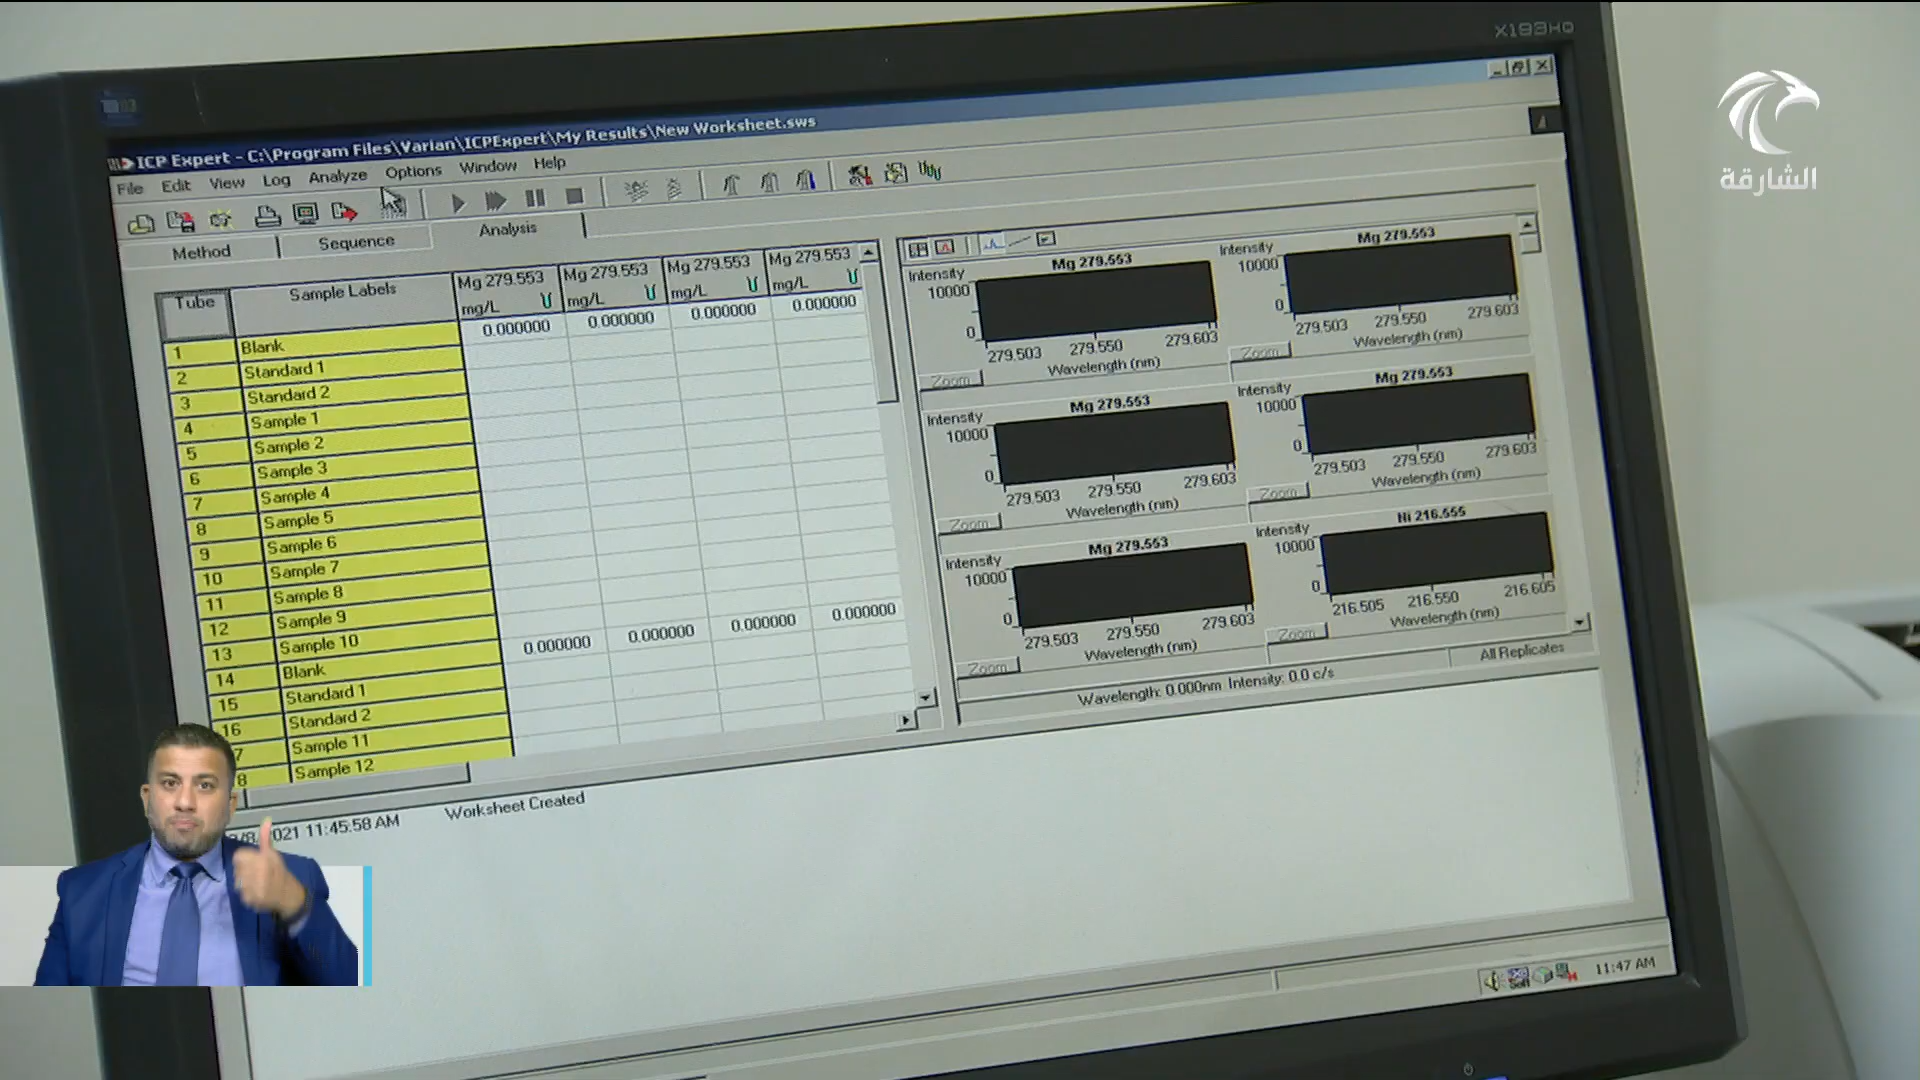 X193HQ
الشارقة
ICP Expert - C:\Program Files\Varian\ICPExpert\My Results\New Worksheet.sws
File Edit View Log Analyze Options Window Help
Method Sequence Analysis
Tube Sample Labels Mg 279.553 mg/L Mg 279.553 mg/L Mg 279.553 mg/L Mg 279.553 mg/L
1 Blank 0.000000 0.000000 0.000000 0.000000
2 Standard 1
3 Standard 2
4 Sample 1
5 Sample 2
6 Sample 3
7 Sample 4
8 Sample 5
9 Sample 6
10 Sample 7
11 Sample 8
12 Sample 9
13 Sample 10
14 Blank 0.000000 0.000000 0.000000 0.000000
15 Standard 1
16 Standard 2
7 Sample 11
8 Sample 12
Mg 279.553
Intensity
10000
0
279.503 279.550 279.603
Wavelength (nm)
Zoom
Mg 279.553
Intensity
10000
0
279.503 279.550 279.603
Wavelength (nm)
Zoom
Mg 279.553
Intensity
10000
0
279.503 279.550 279.603
Wavelength (nm)
Zoom
Mg 279.553
Intensity
10000
0
279.503 279.550 279.603
Wavelength (nm)
Zoom
Mg 279.553
Intensity
10000
0
279.503 279.550 279.603
Wavelength (nm)
Zoom
Ni 216.555
Intensity
10000
0
216.505 216.550 216.605
Wavelength (nm)
Zoom
Wavelength: 0.000nm Intensity: 0.0 c/s All Replicates
021 11:45:58 AM Worksheet Created
11:47 AM